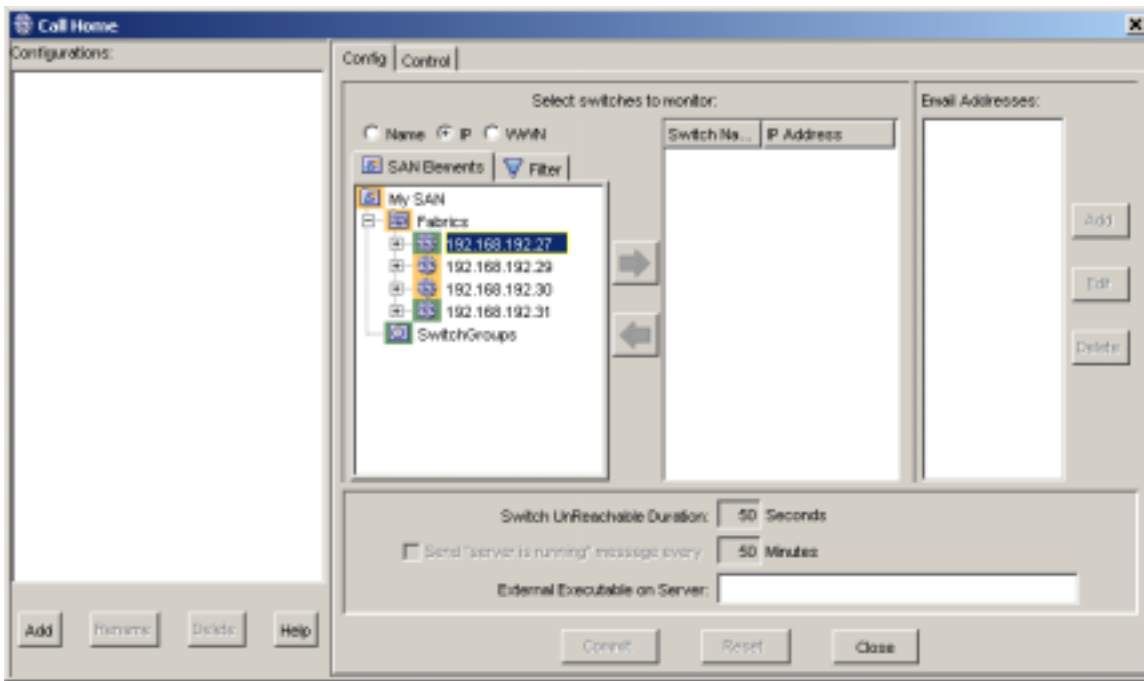 Call Home
Configurations:
Config
Control
Select switches to monitor:
Name
IP
WWN
SAN Elements
Filter
My SAN
Fabrics
192.168.192.27
192.168.192.29
192.168.192.30
192.168.192.31
SwitchGroups
Switch Na...
IP Address
Email Addresses:
Add
Edit
Delete
Switch UnReachable Duration:
50
Seconds
Send "server is running" message every
50
Minutes
External Executable on Server:
Add
Rename
Delete
Help
Commit
Reset
Close